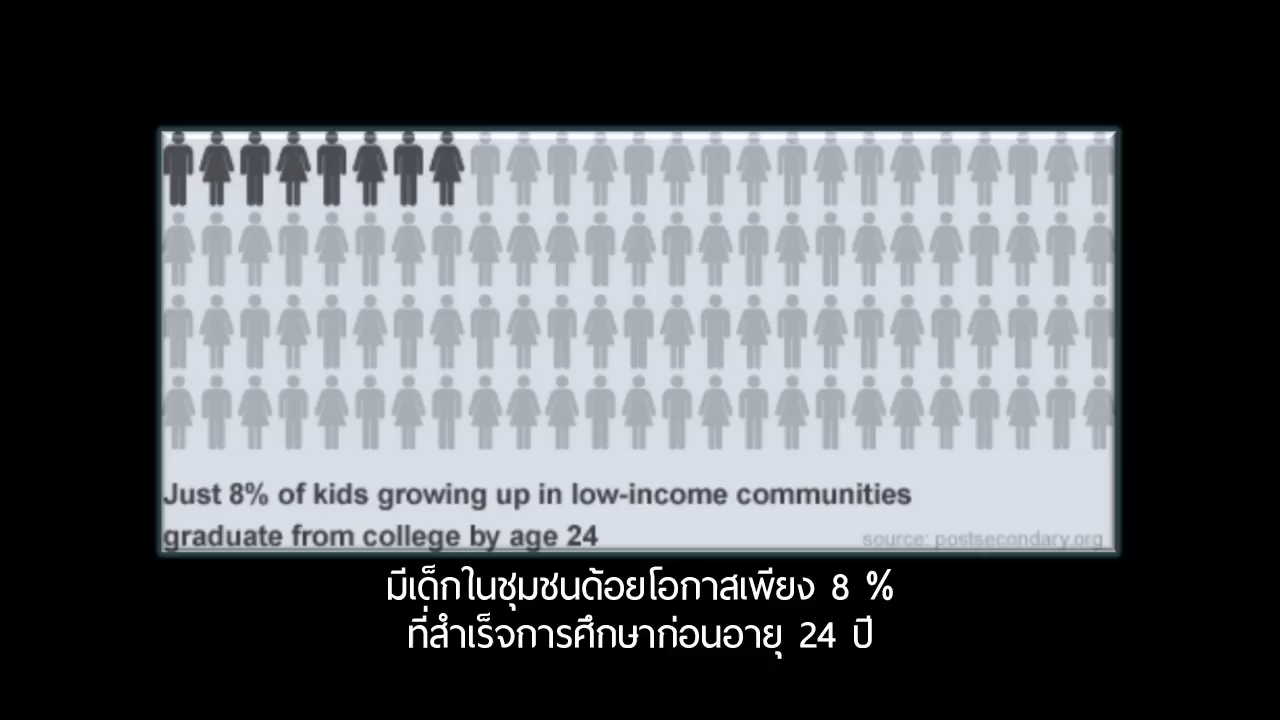 Just 8% of kids growing up in low-income communities
graduate from college by age 24
source: postsecondary.org
มีเด็กในชุมชนด้อยโอกาสเพียง 8 %
ที่สำเร็จการศึกษาก่อนอายุ 24 ปี